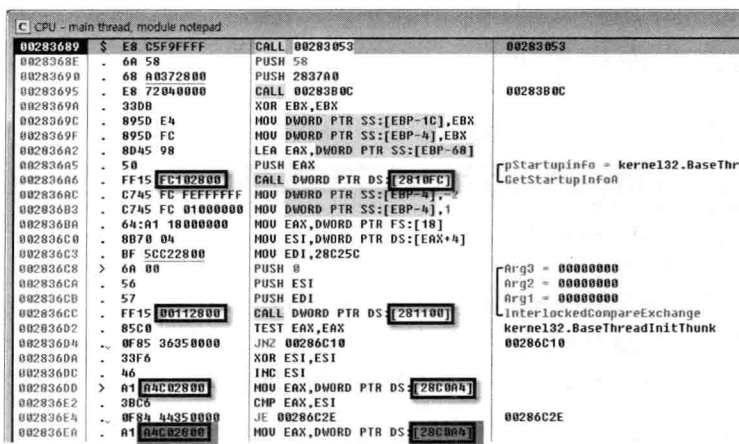 C CPU - main thread, module notepad
00283689 $ E8 C5F9FFFF CALL 00283053 00283053
0028368E . 6A 58 PUSH 58
00283690 . 68 A0372800 PUSH 2837A0
00283695 . E8 72040000 CALL 00283B0C 00283B0C
0028369A . 33DB XOR EBX,EBX
0028369C . 895D E4 MOV DWORD PTR SS:[EBP-1C],EBX
0028369F . 895D FC MOV DWORD PTR SS:[EBP-4],EBX
002836A2 . 8D45 98 LEA EAX,DWORD PTR SS:[EBP-68]
002836A5 . 50 PUSH EAX pStartupinfo = kernel32.BaseThr
002836A6 . FF15 FC102800 CALL DWORD PTR DS:[2810FC] GetStartupInfoA
002836AC . C745 FC FEFFFFFF MOV DWORD PTR SS:[EBP-4],-2
002836B3 . C745 FC 01000000 MOV DWORD PTR SS:[EBP-4],1
002836BA . 64:A1 18000000 MOV EAX,DWORD PTR FS:[18]
002836C0 . 8B70 04 MOV ESI,DWORD PTR DS:[EAX+4]
002836C3 . BF 5CC22800 MOV EDI,28C25C
002836C8 > 6A 00 PUSH 0 Arg3 = 00000000
002836CA . 56 PUSH ESI Arg2 = 00000000
002836CB . 57 PUSH EDI Arg1 = 00000000
002836CC . FF15 00112800 CALL DWORD PTR DS:[281100] InterlockedCompareExchange
002836D2 . 85C0 TEST EAX,EAX kernel32.BaseThreadInitThunk
002836D4 .⌄ 0F85 36350000 JNZ 00286C10 00286C10
002836DA . 33F6 XOR ESI,ESI
002836DC . 46 INC ESI
002836DD > A1 A4C02800 MOV EAX,DWORD PTR DS:[28C0A4]
002836E2 . 3BC6 CMP EAX,ESI
002836E4 .⌄ 0F84 44350000 JE 00286C2E 00286C2E
002836EA . A1 A4C02800 MOV EAX,DWORD PTR DS:[28C0A4]